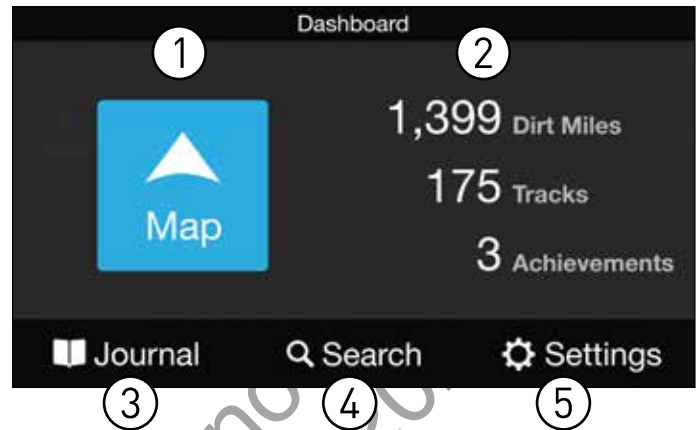 Dashboard
1
2
1,399 Dirt Miles
Map
175 Tracks
3 Achievements
Journal
Search
Settings
3
4
5